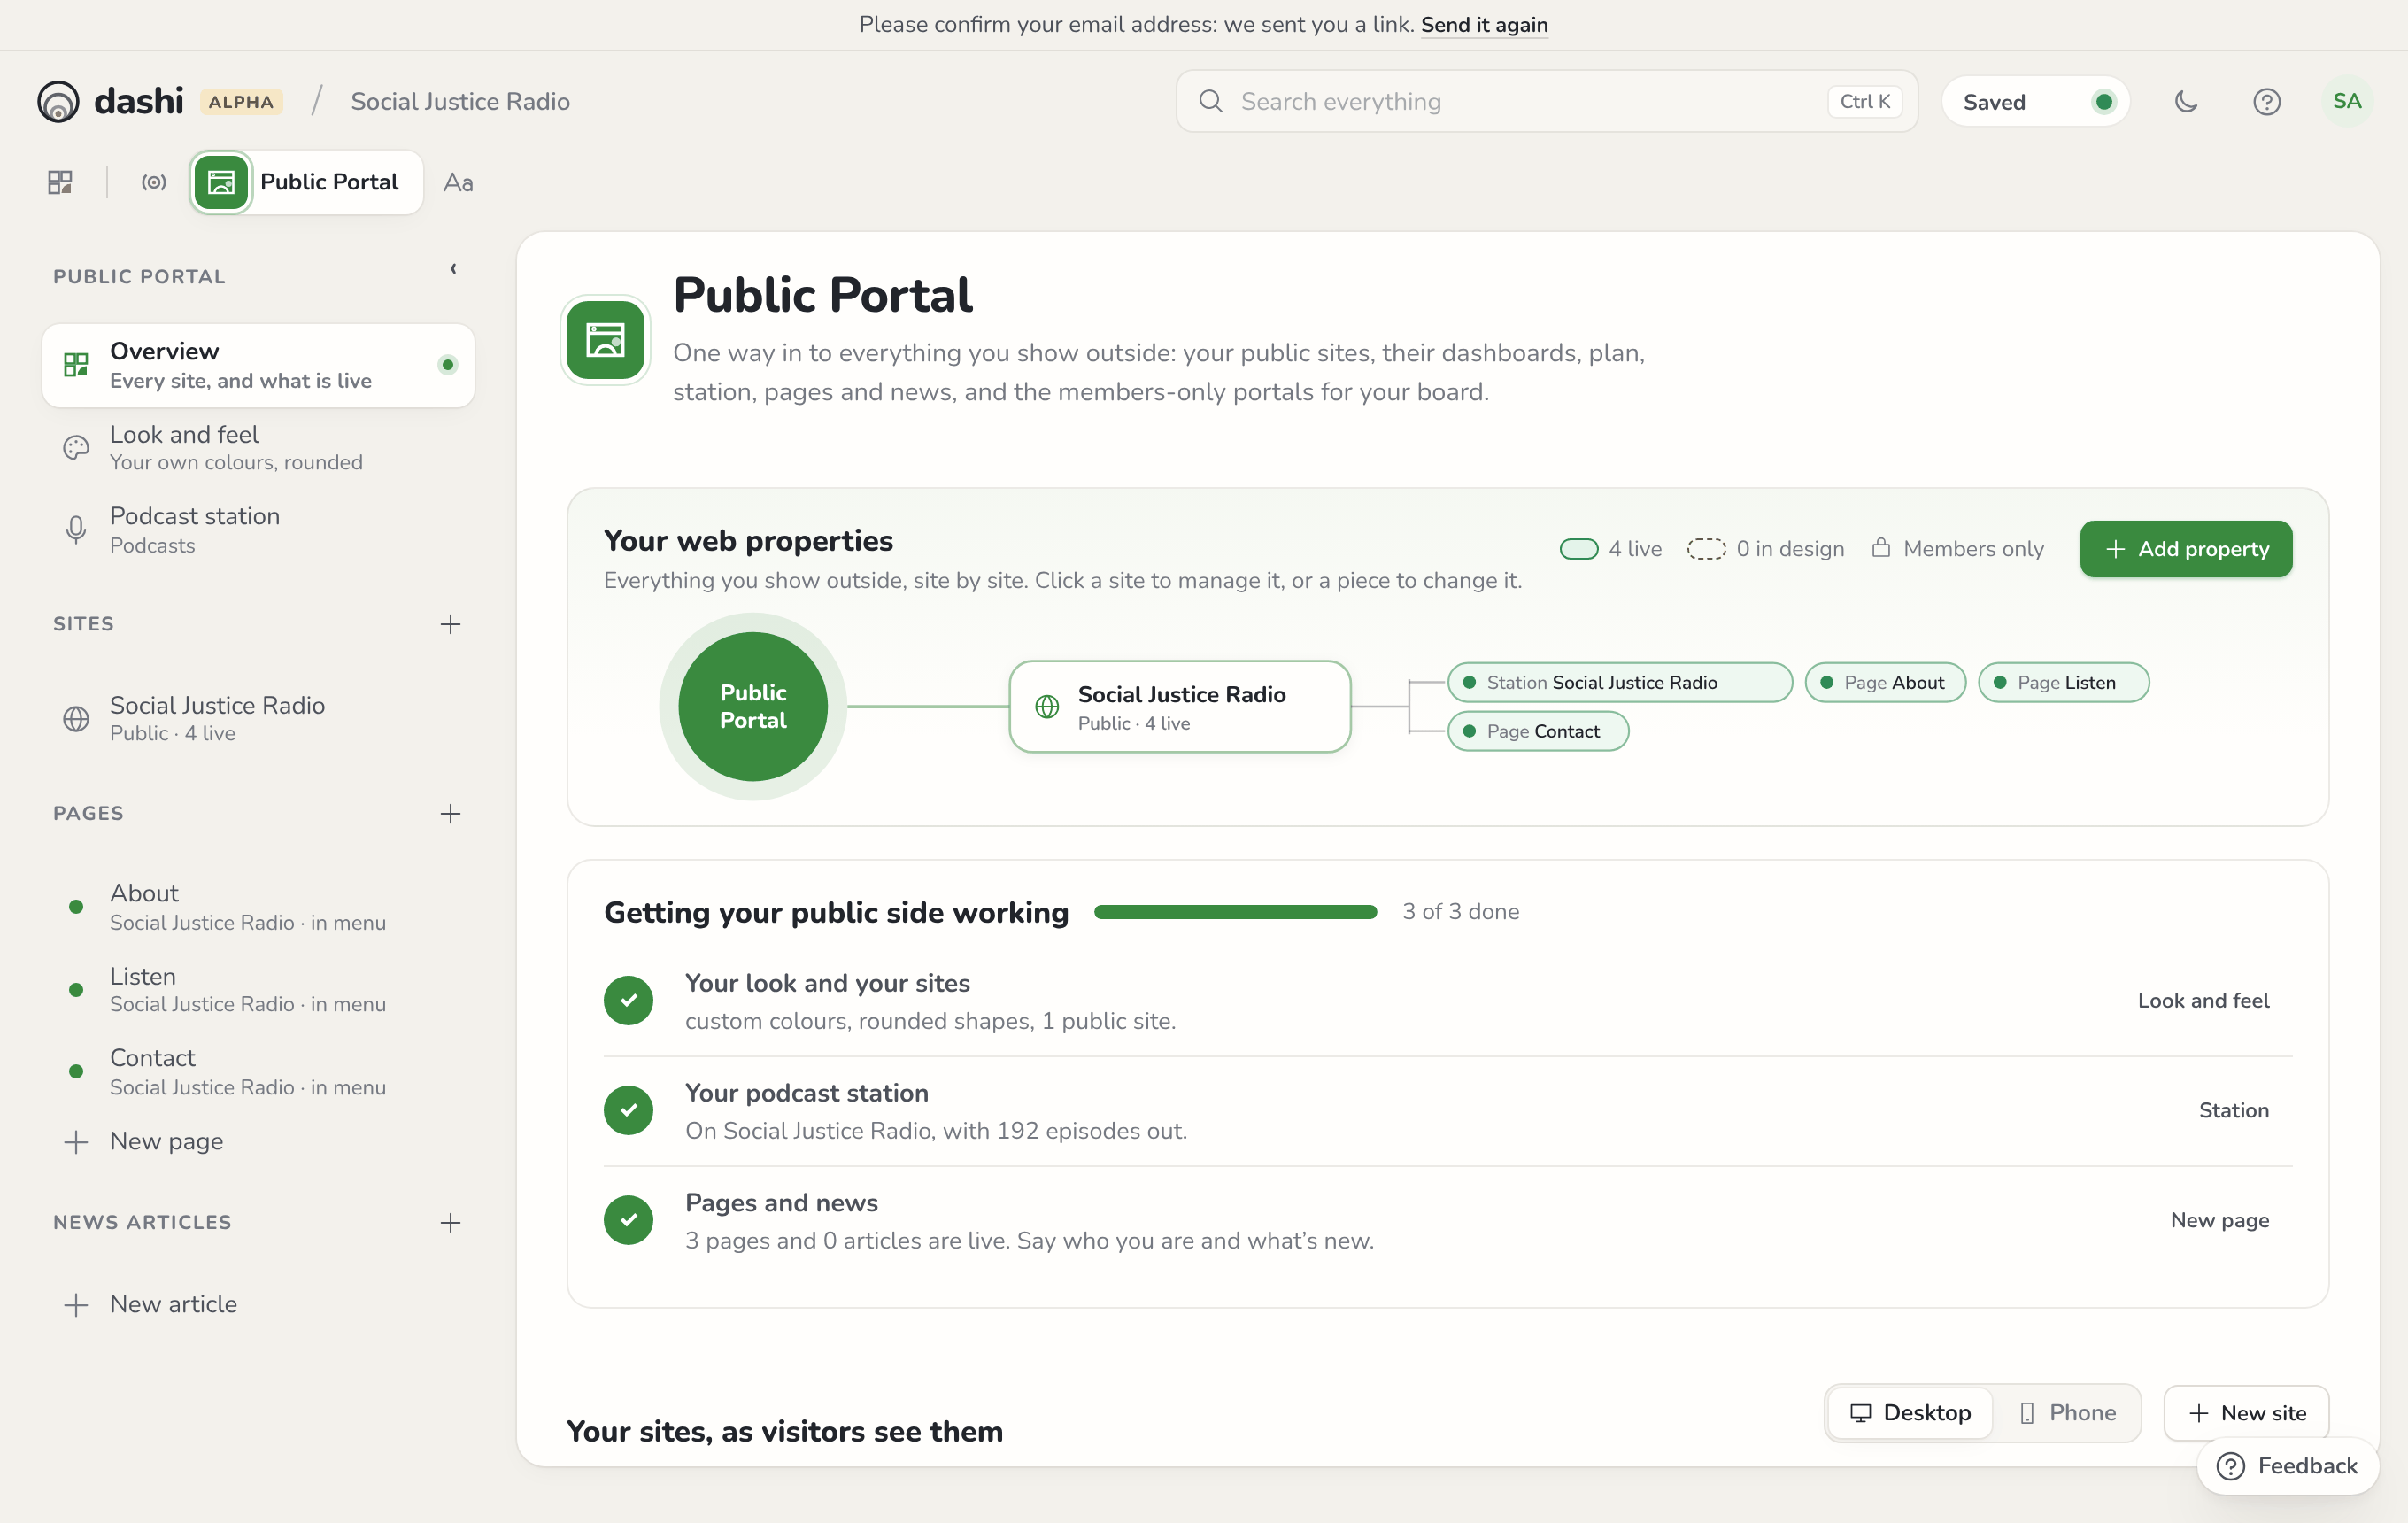 Please confirm your email address: we sent you a link. Send it again
dashi ALPHA / Social Justice Radio
Search everything Ctrl K
Saved
SA
Public Portal
Aa
PUBLIC PORTAL
Overview
Every site, and what is live
Look and feel
Your own colours, rounded
Podcast station
Podcasts
SITES
Social Justice Radio
Public · 4 live
PAGES
About
Social Justice Radio · in menu
Listen
Social Justice Radio · in menu
Contact
Social Justice Radio · in menu
New page
NEWS ARTICLES
New article
Public Portal
One way in to everything you show outside: your public sites, their dashboards, plan,
station, pages and news, and the members-only portals for your board.
Your web properties
Everything you show outside, site by site. Click a site to manage it, or a piece to change it.
4 live
0 in design
Members only
Add property
Public
Portal
Social Justice Radio
Public · 4 live
Station Social Justice Radio
Page About
Page Listen
Page Contact
Getting your public side working
3 of 3 done
Your look and your sites
custom colours, rounded shapes, 1 public site.
Look and feel
Your podcast station
On Social Justice Radio, with 192 episodes out.
Station
Pages and news
3 pages and 0 articles are live. Say who you are and what’s new.
New page
Your sites, as visitors see them
Desktop
Phone
New site
Feedback